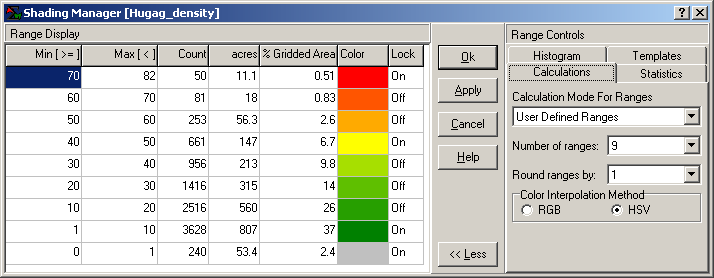 Shading Manager [Hugag_density]
Range Display
Min [ >= ] Max [ < ] Count acres % Gridded Area Color Lock
70 82 50 11.1 0.51 On
60 70 81 18 0.83 Off
50 60 253 56.3 2.6 Off
40 50 661 147 6.7 On
30 40 956 213 9.8 Off
20 30 1416 315 14 Off
10 20 2516 560 26 Off
1 10 3628 807 37 On
0 1 240 53.4 2.4 On
Ok
Apply
Cancel
Help
<< Less
Range Controls
Histogram Templates
Calculations Statistics
Calculation Mode For Ranges
User Defined Ranges
Number of ranges: 9
Round ranges by: 1
Color Interpolation Method
RGB HSV